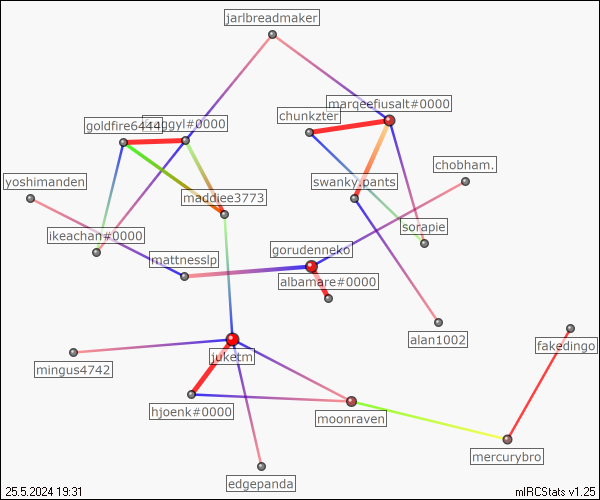 jarlbreadmaker
marqeefiusalt#0000
chunkzter
goldfire6444
gyl#0000
chobham.
yoshimanden
swanky.pants
maddiee3773
sorapie
ikeachan#0000
gorudenneko
mattnesslp
albamare#0000
alan1002
fakedingo
juketm
mingus4742
hjoenk#0000
moonraven
mercurybro
edgepanda
25.5.2024 19:31
mIRCStats v1.25